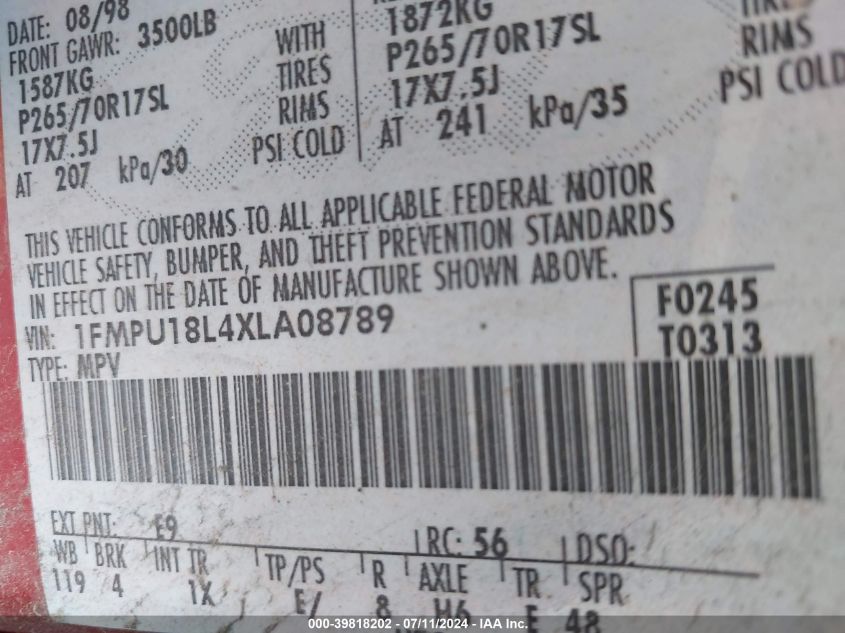 DATE: 08/98
FRONT GAWR: 3500LB
1587KG WITH
P265/70R17SL TIRES
17X7.5J RIMS
AT 207 kPa/30 PSI COLD
1872KG
P265/70R17SL
17X7.5J RIMS
AT 241 kPa/35 PSI COLD
THIS VEHICLE CONFORMS TO ALL APPLICABLE FEDERAL MOTOR
VEHICLE SAFETY, BUMPER, AND THEFT PREVENTION STANDARDS
IN EFFECT ON THE DATE OF MANUFACTURE SHOWN ABOVE.
VIN: 1FMPU18L4XLA08789
F0245
T0313
TYPE: MPV
EXT PNT: E9 RC: 56 DSO:
WB BRK INT TR TP/PS R AXLE TR SPR
119 4 1X E/ 8 H6 E 48
000-39818202 - 07/11/2024 - IAA Inc.